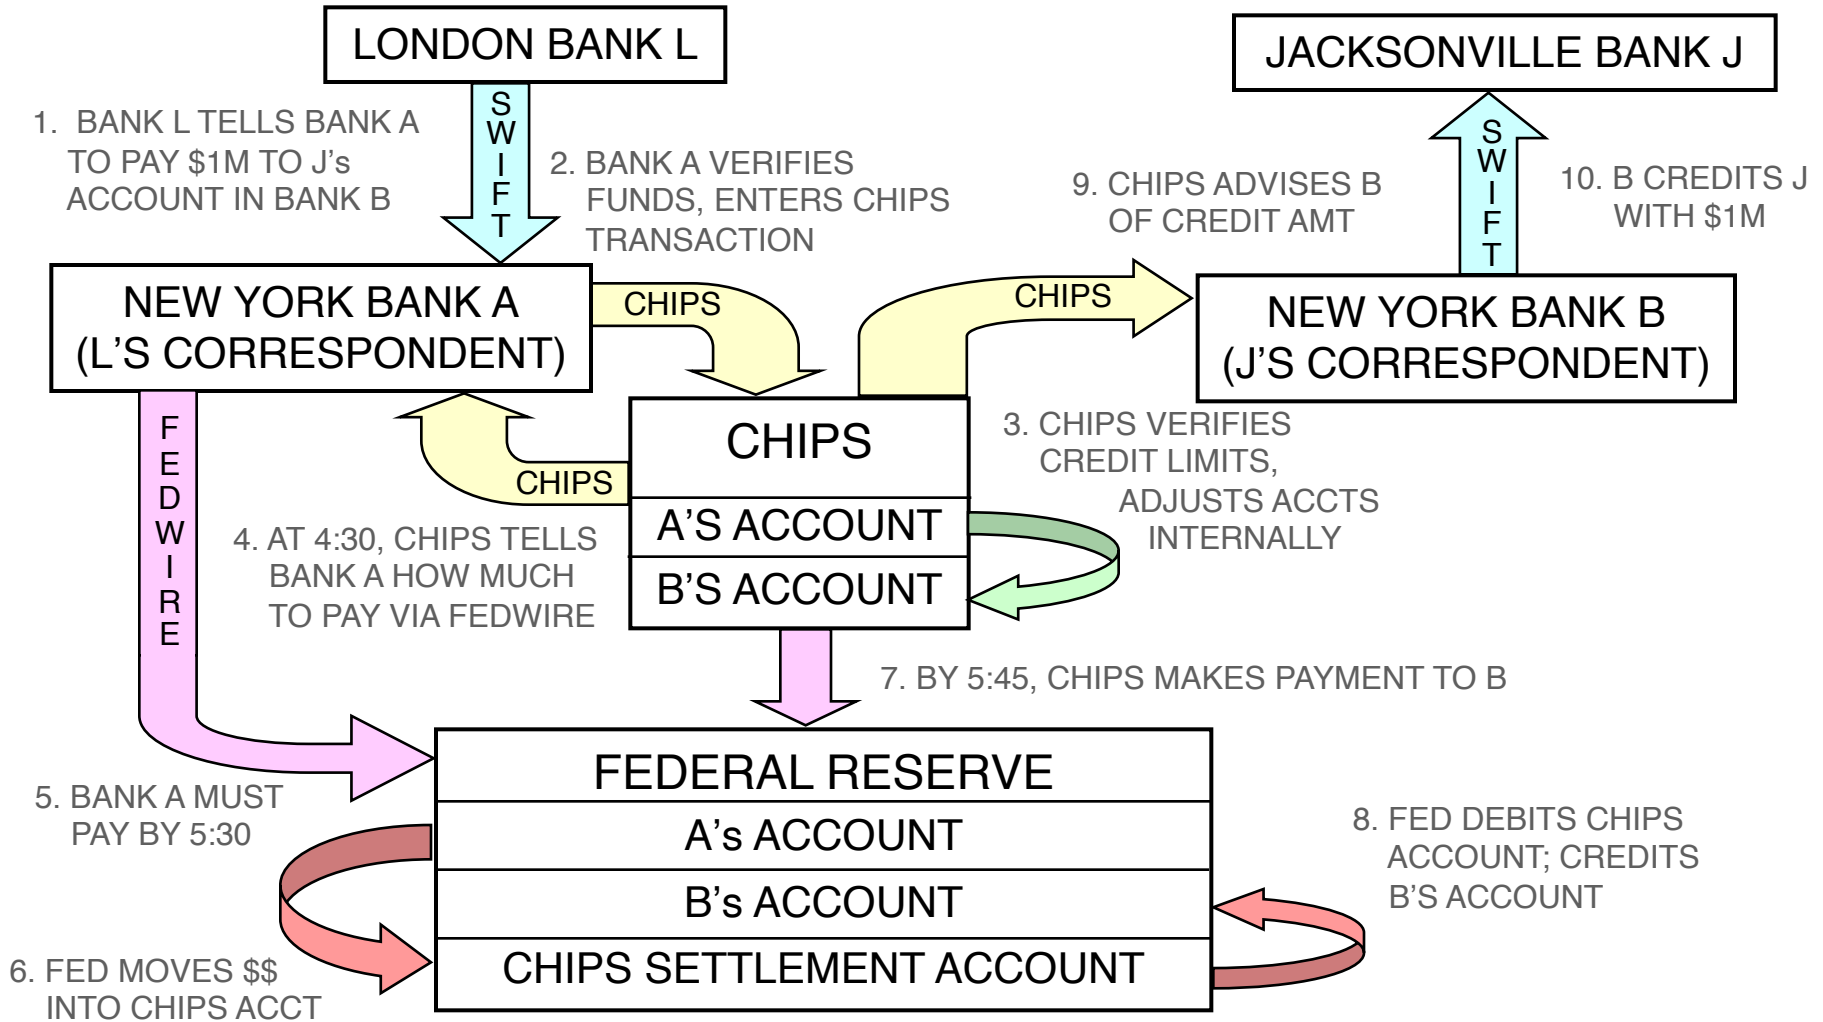 LONDON BANK L
JACKSONVILLE BANK J
1. BANK L TELLS BANK A
TO PAY $1M TO J's
ACCOUNT IN BANK B
SWIFT
2. BANK A VERIFIES
FUNDS, ENTERS CHIPS
TRANSACTION
9. CHIPS ADVISES B
OF CREDIT AMT
SWIFT
10. B CREDITS J
WITH $1M
NEW YORK BANK A
(L'S CORRESPONDENT)
CHIPS
CHIPS
NEW YORK BANK B
(J'S CORRESPONDENT)
FEDWIRE
CHIPS
CHIPS
A'S ACCOUNT
B'S ACCOUNT
3. CHIPS VERIFIES
CREDIT LIMITS,
ADJUSTS ACCTS
INTERNALLY
4. AT 4:30, CHIPS TELLS
BANK A HOW MUCH
TO PAY VIA FEDWIRE
7. BY 5:45, CHIPS MAKES PAYMENT TO B
5. BANK A MUST
PAY BY 5:30
FEDERAL RESERVE
A's ACCOUNT
B's ACCOUNT
CHIPS SETTLEMENT ACCOUNT
8. FED DEBITS CHIPS
ACCOUNT; CREDITS
B'S ACCOUNT
6. FED MOVES $$
INTO CHIPS ACCT